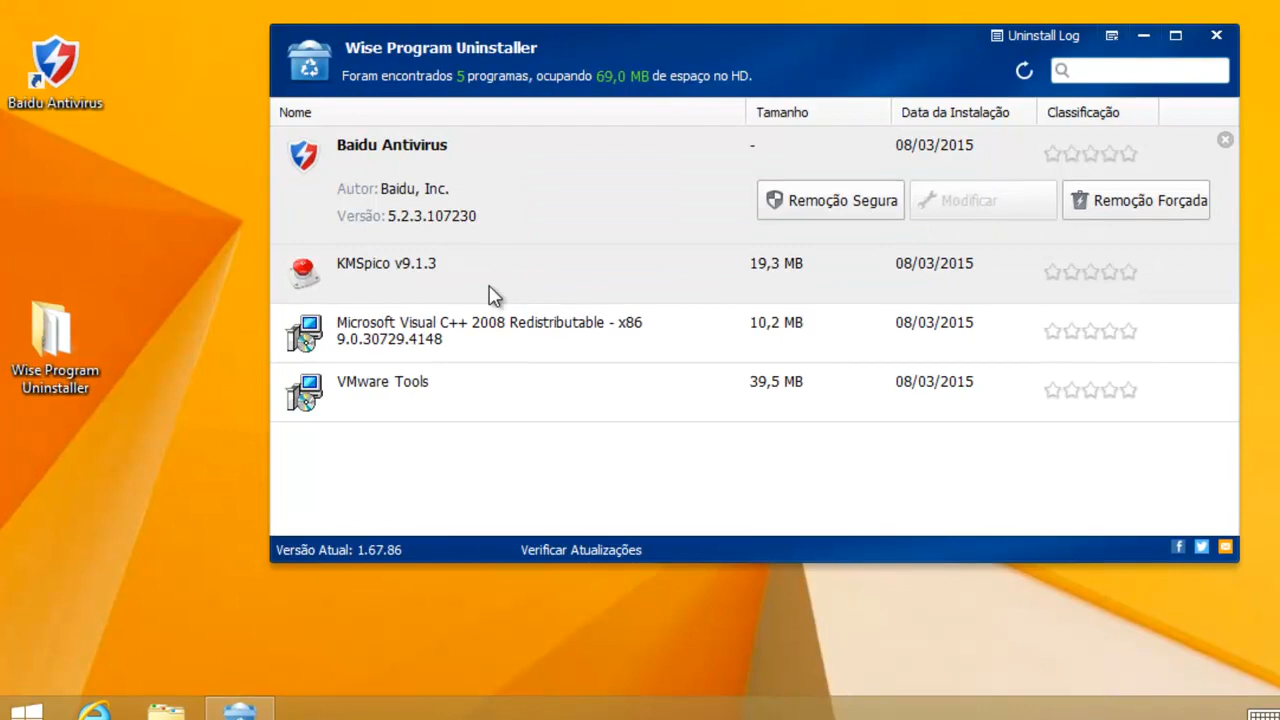 Baidu Antivirus
Wise Program
Uninstaller
Wise Program Uninstaller
Foram encontrados 5 programas, ocupando 69,0 MB de espaço no HD.
Uninstall Log
Nome Tamanho Data da Instalação Classificação
Baidu Antivirus - 08/03/2015
Autor: Baidu, Inc.
Versão: 5.2.3.107230
Remoção Segura Modificar Remoção Forçada
KMSpico v9.1.3 19,3 MB 08/03/2015
Microsoft Visual C++ 2008 Redistributable - x86 10,2 MB 08/03/2015
9.0.30729.4148
VMware Tools 39,5 MB 08/03/2015
Versão Atual: 1.67.86 Verificar Atualizações